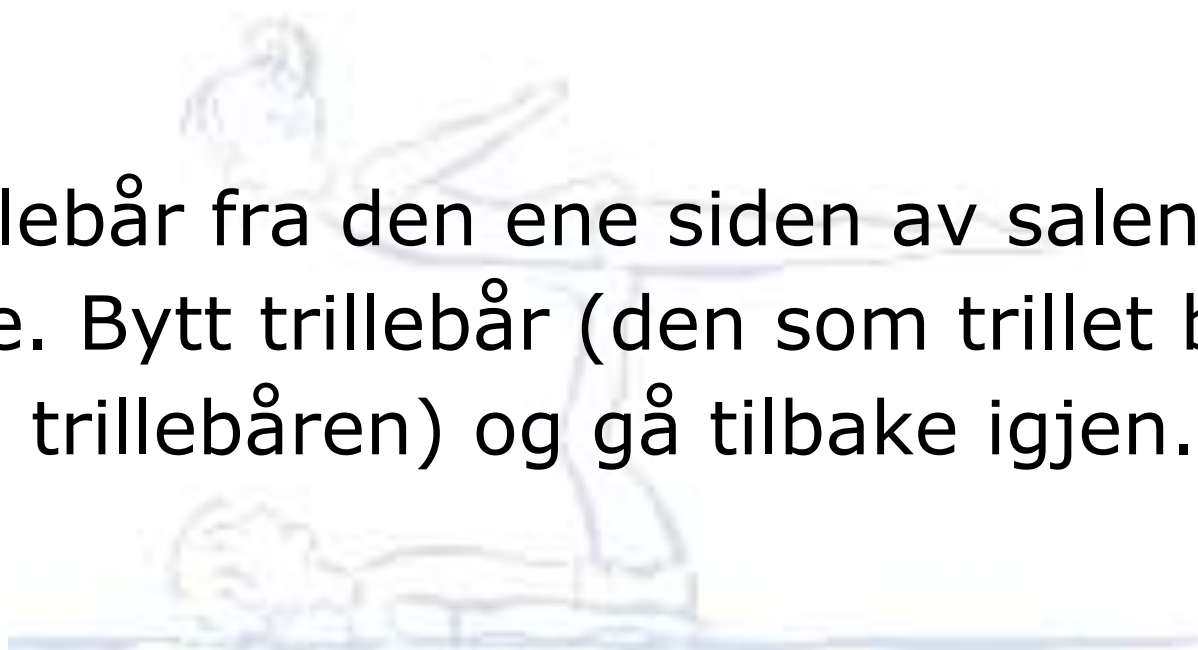 lebår fra den ene siden av salen
e. Bytt trillebår (den som trillet b
trillebåren) og gå tilbake igjen.